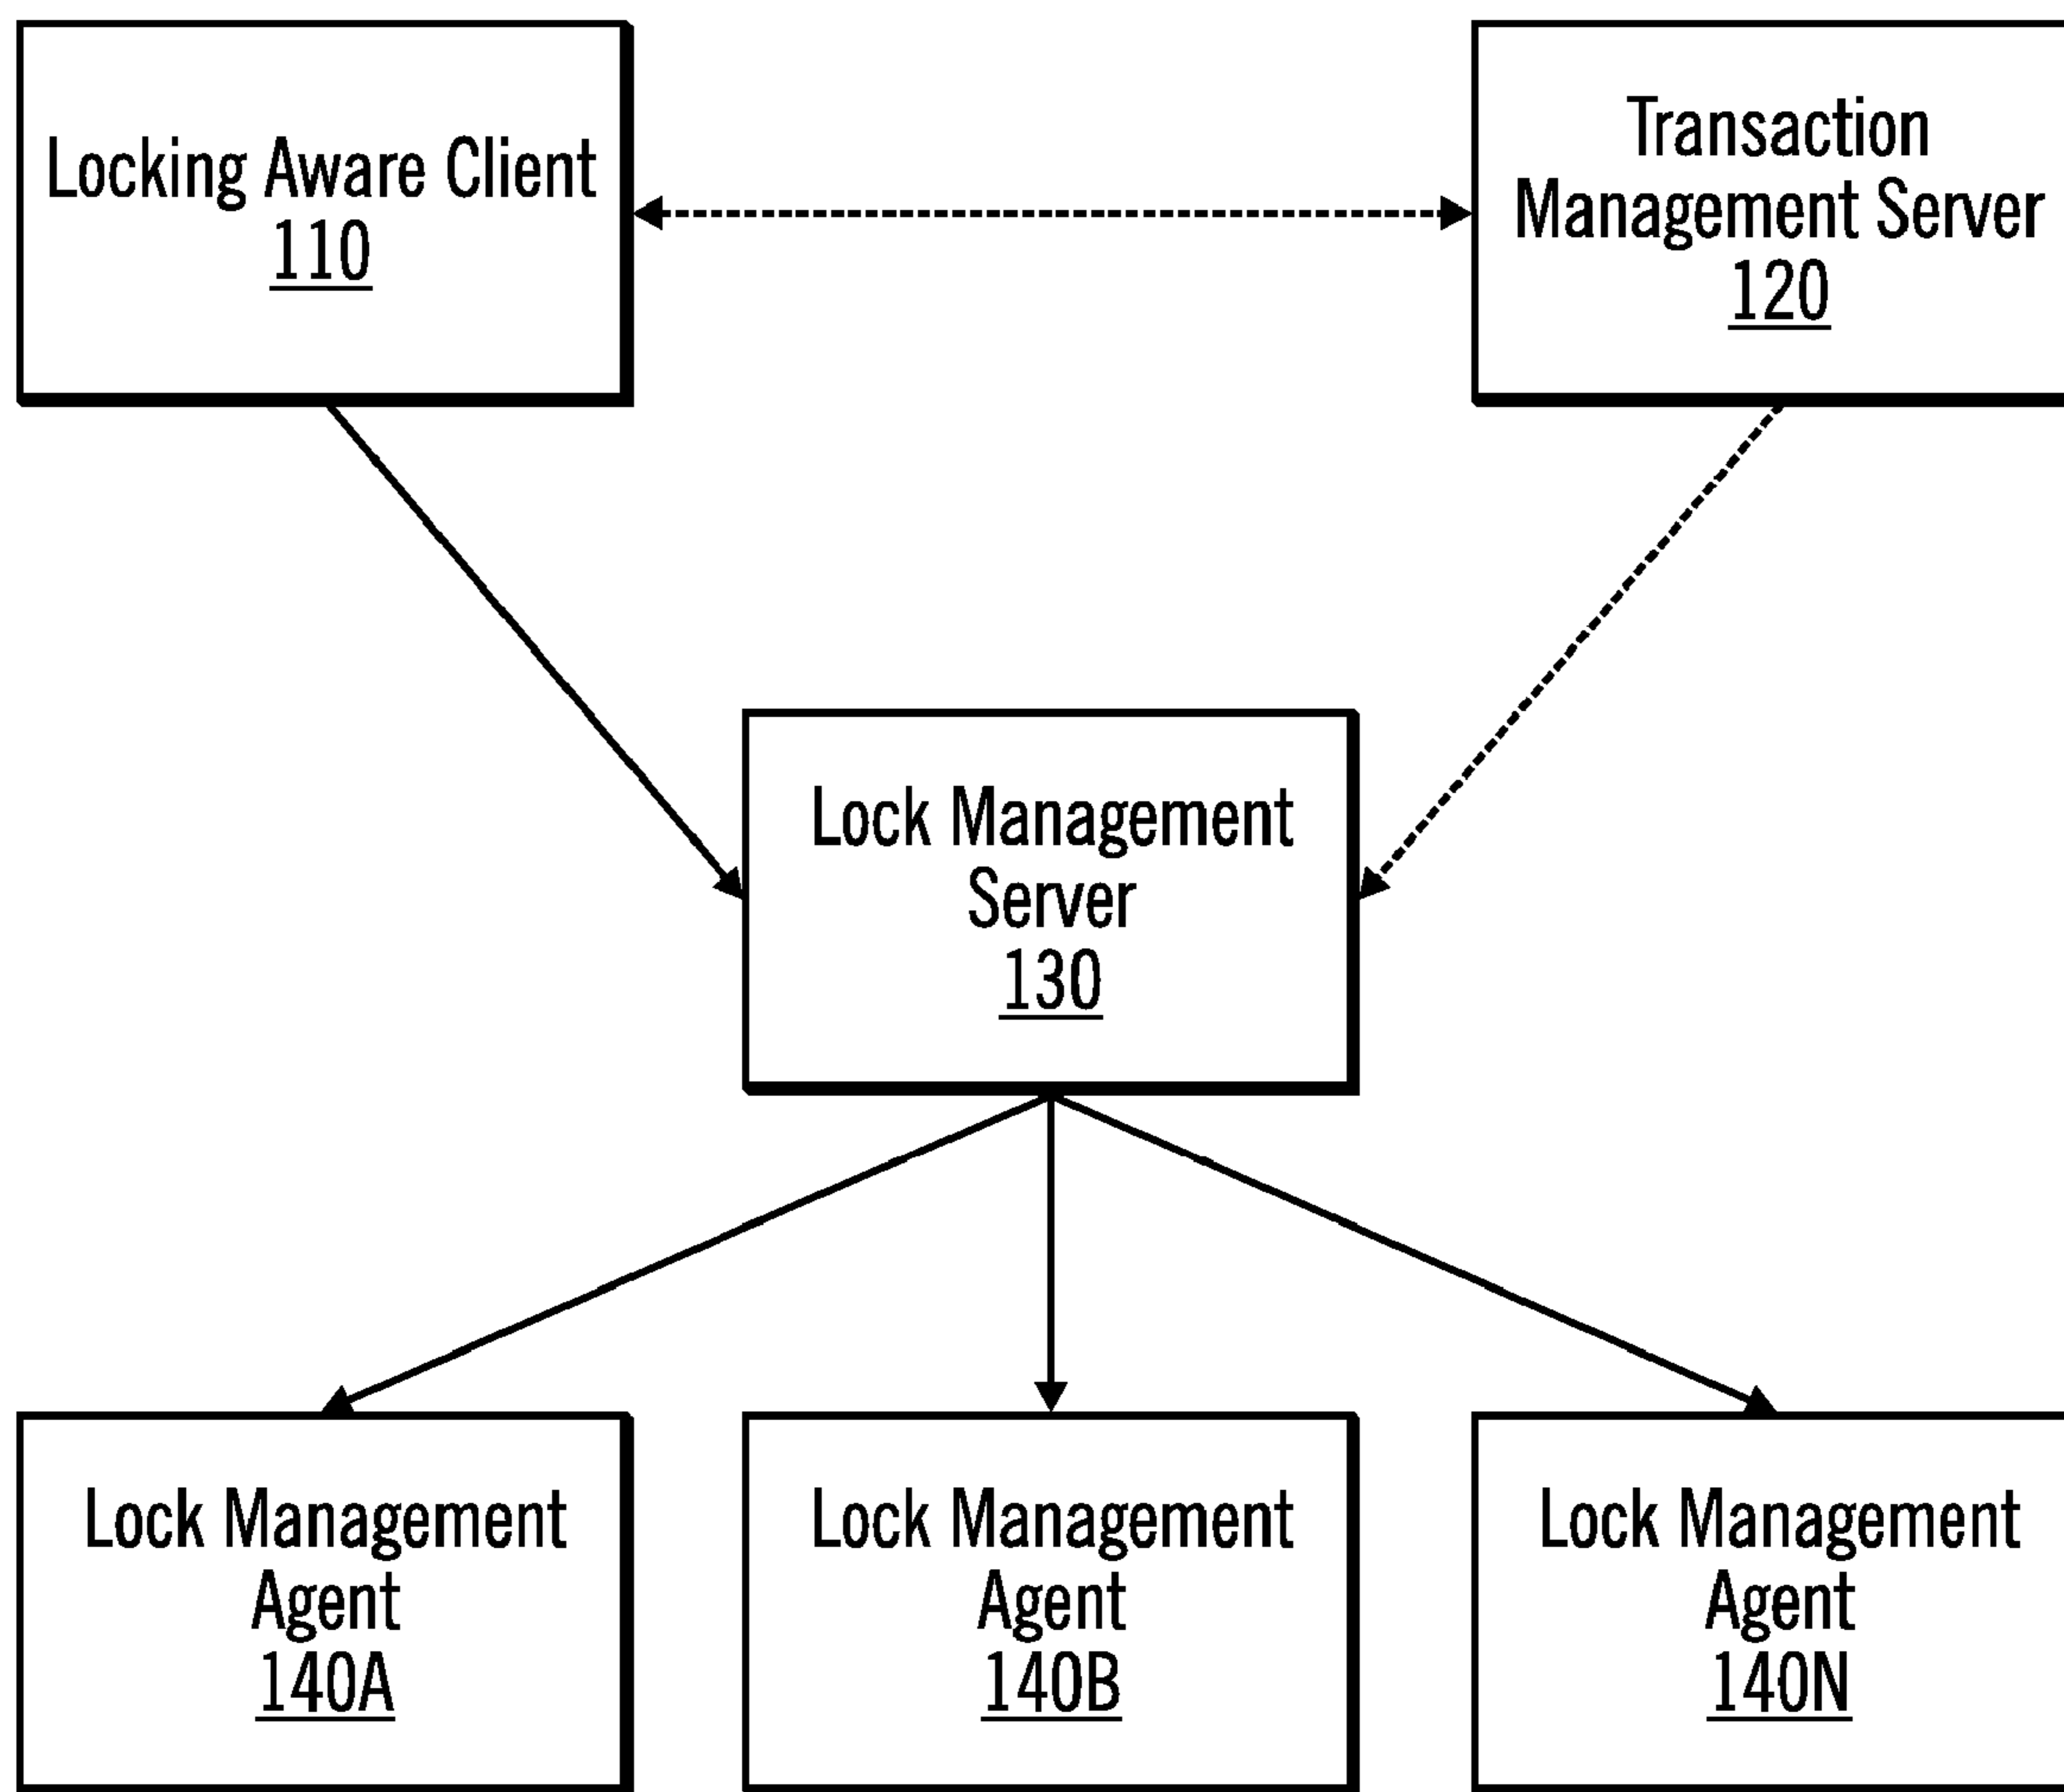 Locking Aware Client
110
Transaction
Management Server
120
Lock Management
Server
130
Lock Management
Agent
140A
Lock Management
Agent
140B
Lock Management
Agent
140N